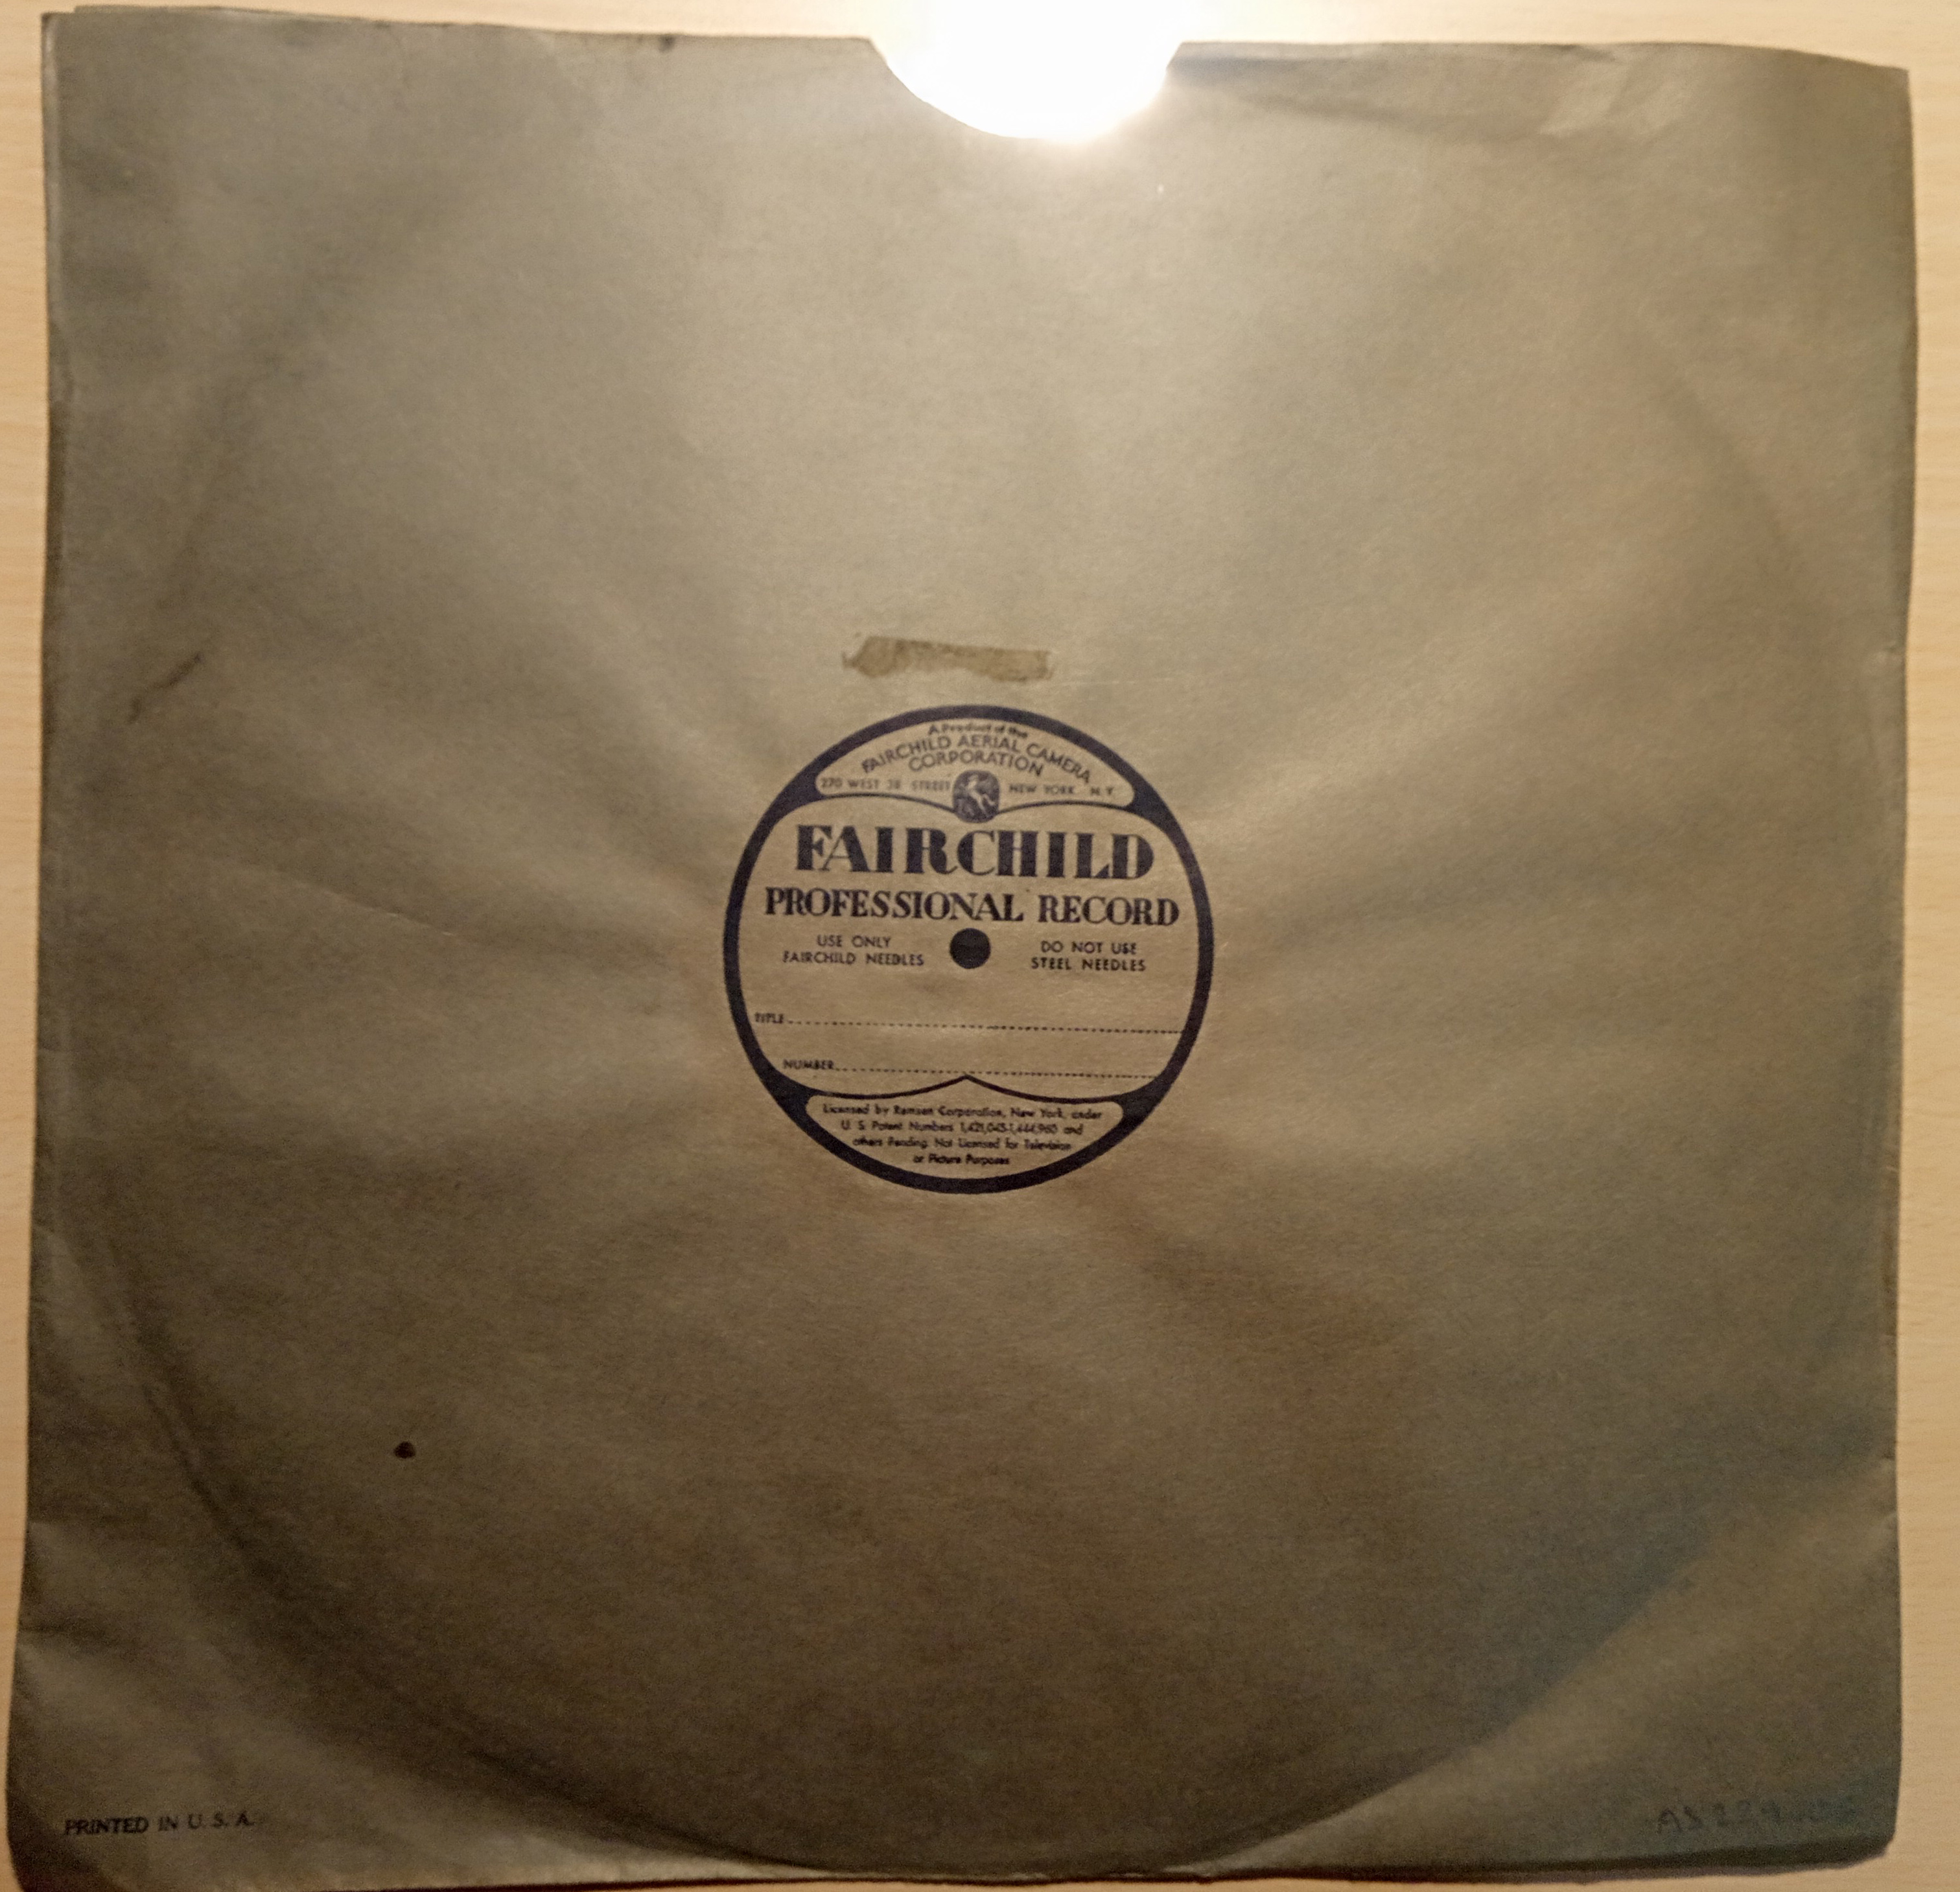 A Product of the
FAIRCHILD AERIAL CAMERA
CORPORATION
270 WEST 38 STREET NEW YORK N.Y.
FAIRCHILD
PROFESSIONAL RECORD
USE ONLY
FAIRCHILD NEEDLES
DO NOT USE
STEEL NEEDLES
TITLE
NUMBER
Licensed by Ramsen Corporation, New York, under
U. S. Patent Numbers 1,421,045-1,444,960 and
others Pending. Not Licensed for Television
or Picture Purposes
PRINTED IN U. S. A.